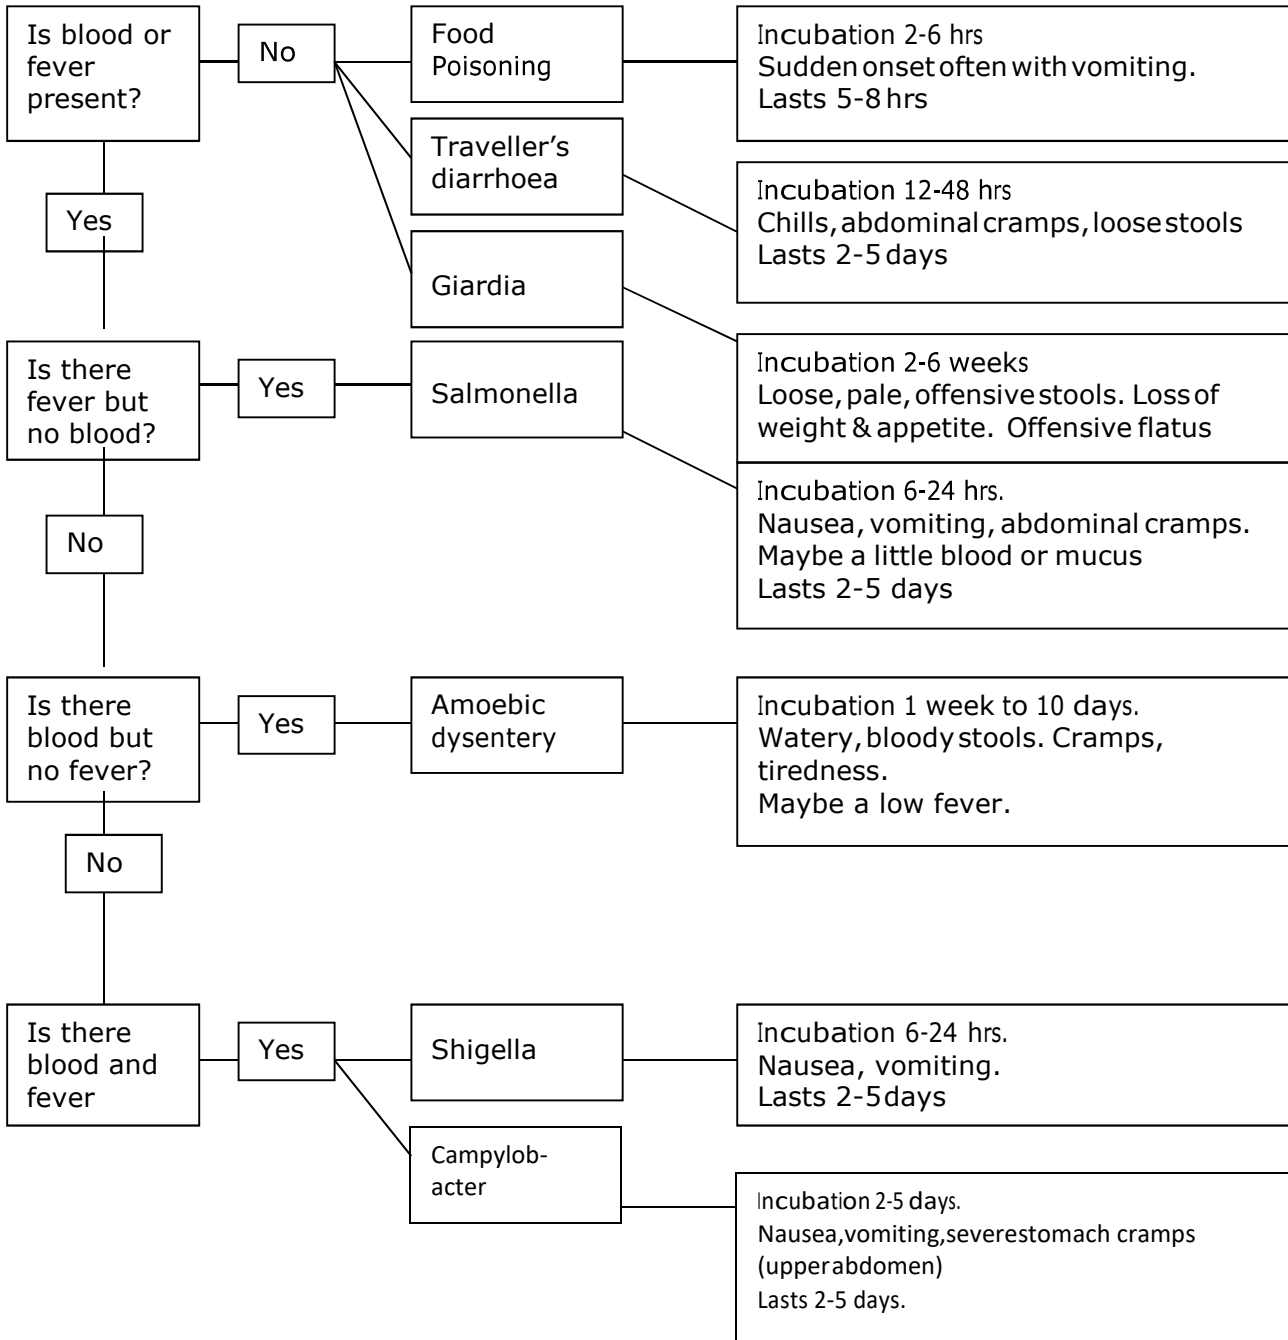 Is blood or
fever
present?
No
Food
Poisoning
Incubation 2-6 hrs
Sudden onset often with vomiting.
Lasts 5-8 hrs
Traveller's
diarrhoea
Incubation 12-48 hrs
Chills, abdominal cramps, loose stools
Lasts 2-5 days
Yes
Giardia
Incubation 2-6 weeks
Loose, pale, offensive stools. Loss of
weight & appetite. Offensive flatus
Is there
fever but
no blood?
Yes
Salmonella
Incubation 6-24 hrs.
Nausea, vomiting, abdominal cramps.
Maybe a little blood or mucus
Lasts 2-5 days
No
Is there
blood but
no fever?
Yes
Amoebic
dysentery
Incubation 1 week to 10 days.
Watery, bloody stools. Cramps,
tiredness.
Maybe a low fever.
No
Is there
blood and
fever
Yes
Shigella
Incubation 6-24 hrs.
Nausea, vomiting.
Lasts 2-5 days
Campylob-
acter
Incubation 2-5 days.
Nausea, vomiting, severe stomach cramps
(upper abdomen)
Lasts 2-5 days.